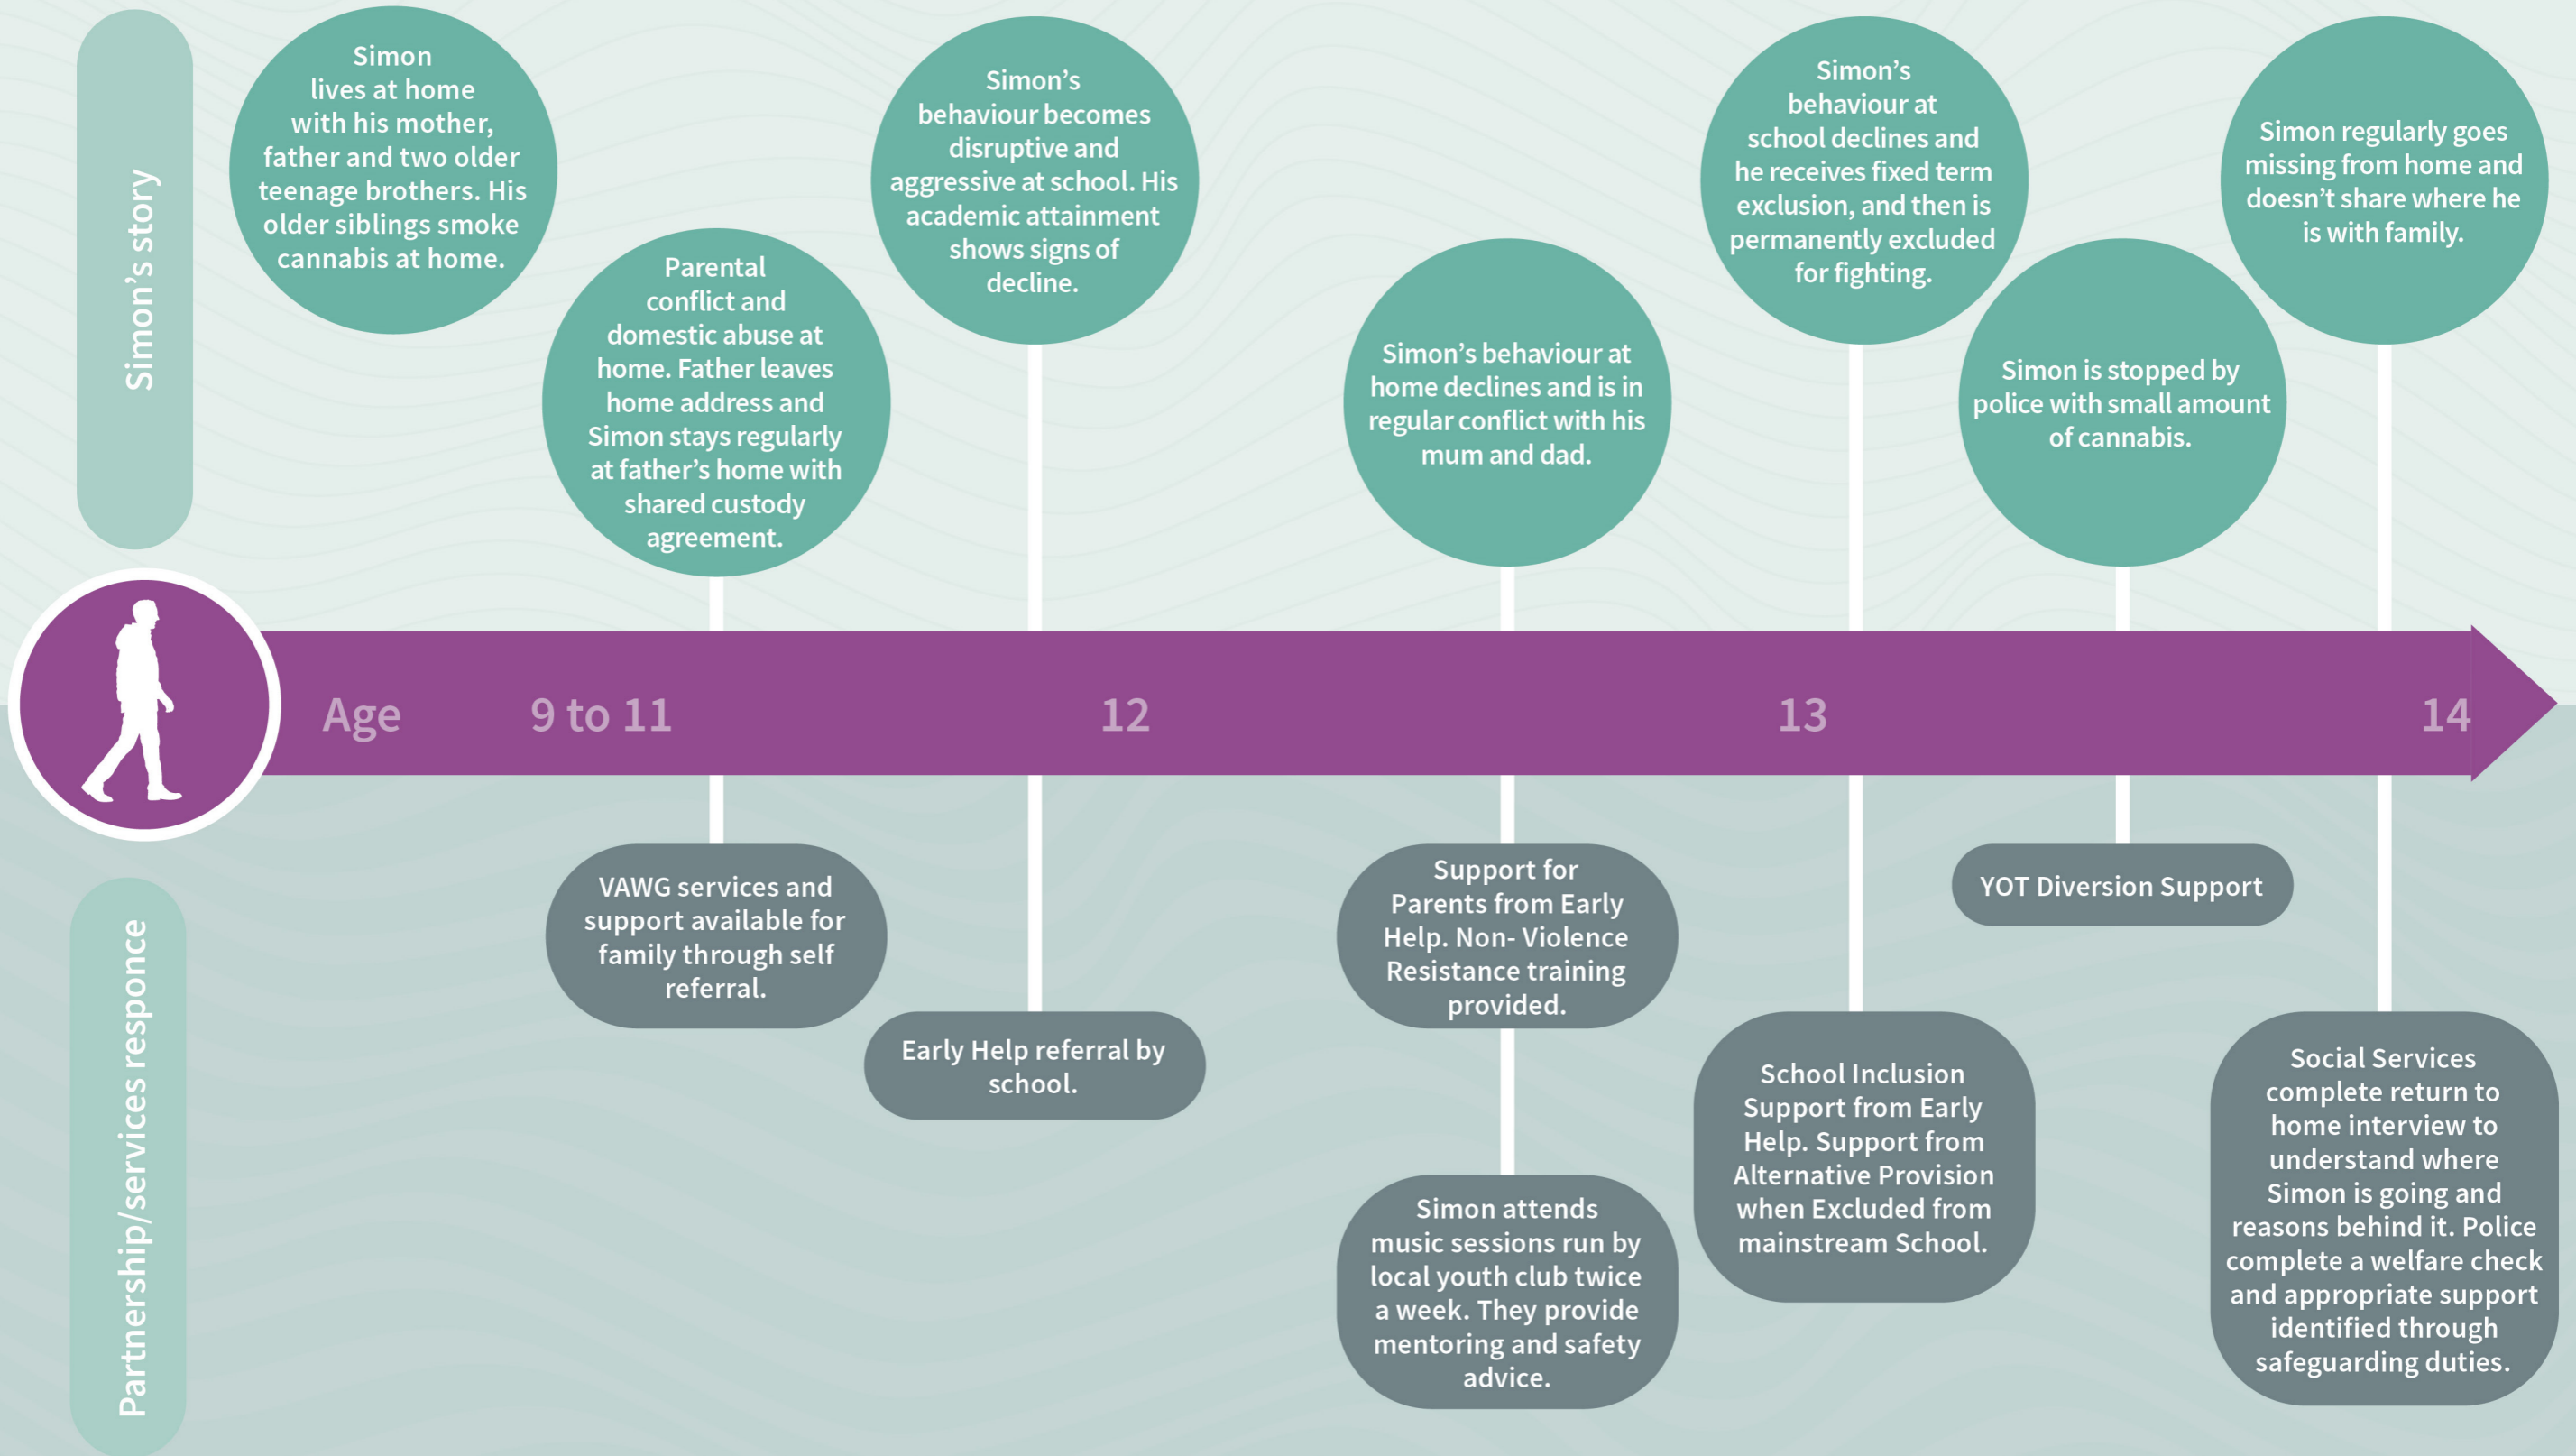 Simon's story
Simon
lives at home
with his mother,
father and two older
teenage brothers. His
older siblings smoke
cannabis at home.
Parental
conflict and
domestic abuse at
home. Father leaves
home address and
Simon stays regularly
at father’s home with
shared custody
agreement.
Simon’s
behaviour becomes
disruptive and
aggressive at school. His
academic attainment
shows signs of
decline.
Simon’s behaviour at
home declines and is in
regular conflict with his
mum and dad.
Simon’s
behaviour at
school declines and
he receives fixed term
exclusion, and then is
permanently excluded
for fighting.
Simon is stopped by
police with small amount
of cannabis.
Simon regularly goes
missing from home and
doesn’t share where he
is with family.
Age 9 to 11 12 13 14
Partnership/services responce
VAWG services and
support available for
family through self
referral.
Early Help referral by
school.
Support for
Parents from Early
Help. Non- Violence
Resistance training
provided.
Simon attends
music sessions run by
local youth club twice
a week. They provide
mentoring and safety
advice.
School Inclusion
Support from Early
Help. Support from
Alternative Provision
when Excluded from
mainstream School.
YOT Diversion Support
Social Services
complete return to
home interview to
understand where
Simon is going and
reasons behind it. Police
complete a welfare check
and appropriate support
identified through
safeguarding duties.